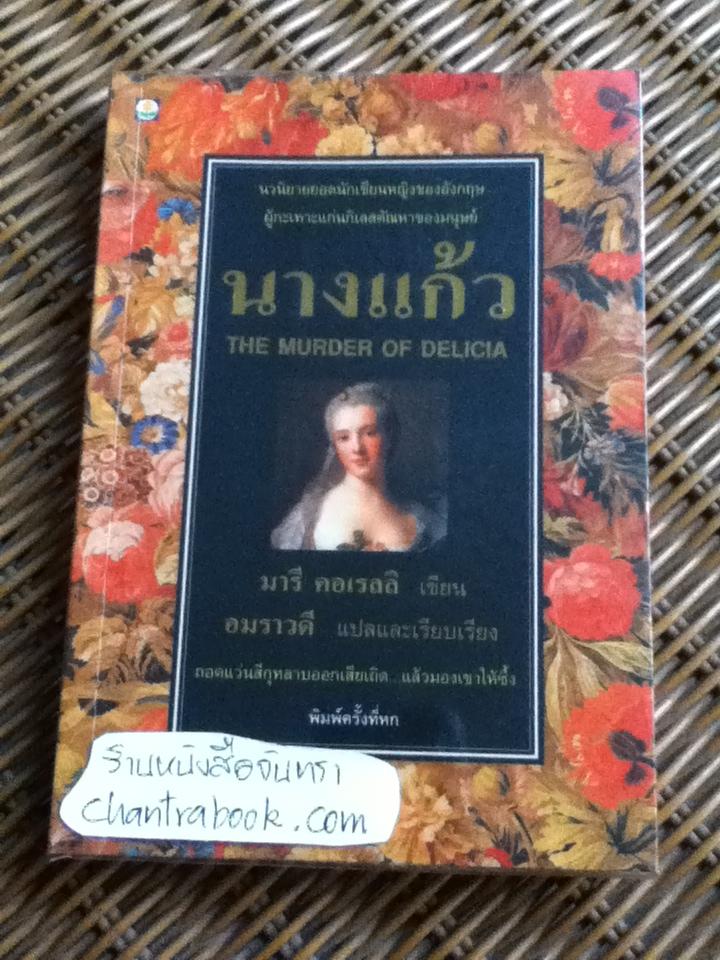 นวนิยายยอดนักเขียนหญิงของอังกฤษ
ผู้กะเทาะแก่นกิเลสตัณหาของมนุษย์
นางแก้ว
THE MURDER OF DELICIA
มารี คอเรลลิ เขียน
อมราวดี แปลและเรียบเรียง
ถอดแว่นสีกุหลาบออกเสียเถิด...แล้วมองเขาให้ซึ้ง
พิมพ์ครั้งที่หก
ร้านหนังสือจันทรา
chantrabook.com